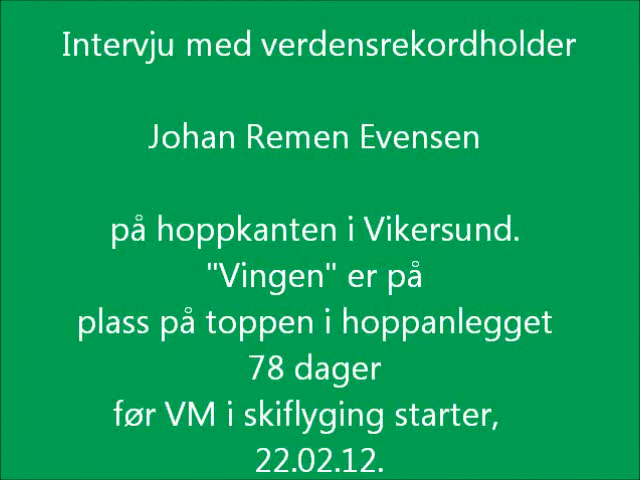 Intervju med verdensrekordholder
Johan Remen Evensen
på hoppkanten i Vikersund.
"Vingen" er på
plass på toppen i hoppanlegget
78 dager
før VM i skiflyging starter,
22.02.12.